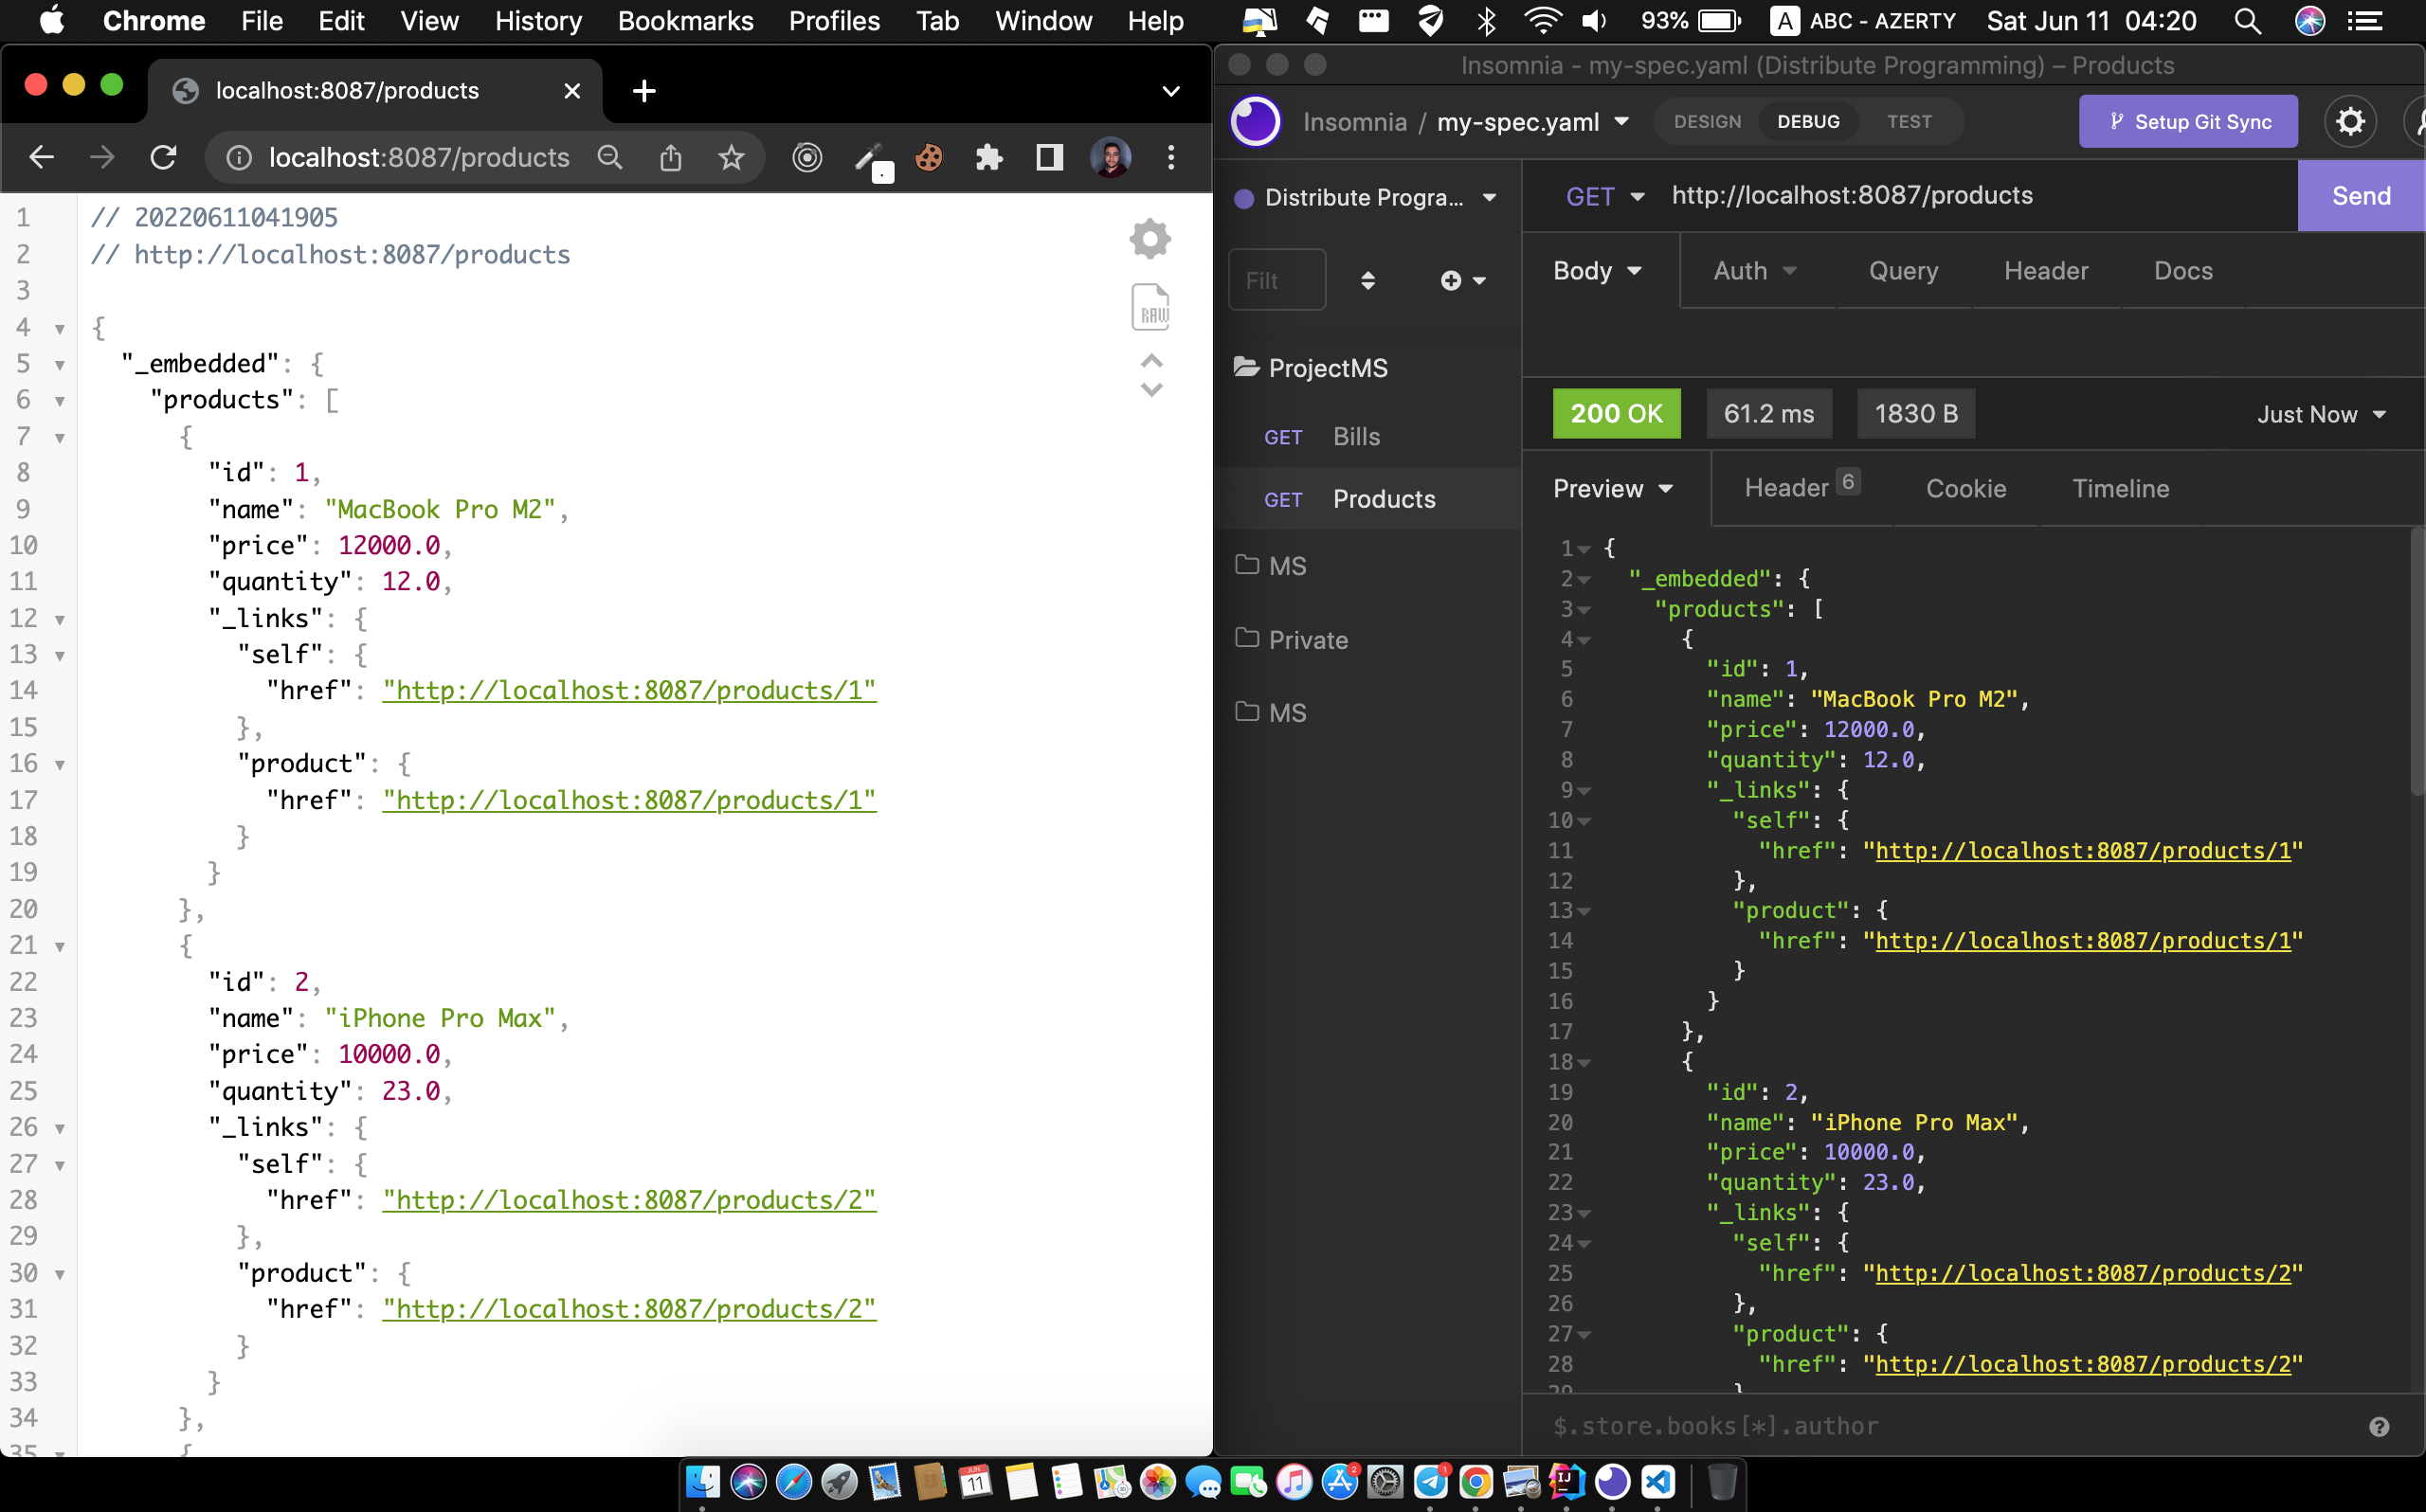 Chrome File Edit View History Bookmarks Profiles Tab Window Help 93% A ABC - AZERTY Sat Jun 11 04:20
localhost:8087/products
localhost:8087/products
1 // 20220611041905
2 // http://localhost:8087/products
3
4 {
5 "_embedded": {
6 "products": [
7 {
8 "id": 1,
9 "name": "MacBook Pro M2",
10 "price": 12000.0,
11 "quantity": 12.0,
12 "_links": {
13 "self": {
14 "href": "http://localhost:8087/products/1"
15 },
16 "product": {
17 "href": "http://localhost:8087/products/1"
18 }
19 }
20 },
21 {
22 "id": 2,
23 "name": "iPhone Pro Max",
24 "price": 10000.0,
25 "quantity": 23.0,
26 "_links": {
27 "self": {
28 "href": "http://localhost:8087/products/2"
29 },
30 "product": {
31 "href": "http://localhost:8087/products/2"
32 }
33 }
34 },
35 {
RAW
Insomnia - my-spec.yaml (Distribute Programming) – Products
Insomnia / my-spec.yaml DESIGN DEBUG TEST Setup Git Sync
Distribute Progra...
Filt
ProjectMS
GET Bills
GET Products
MS
Private
MS
GET http://localhost:8087/products Send
Body Auth Query Header Docs
200 OK 61.2 ms 1830 B Just Now
Preview Header 6 Cookie Timeline
1 {
2 "_embedded": {
3 "products": [
4 {
5 "id": 1,
6 "name": "MacBook Pro M2",
7 "price": 12000.0,
8 "quantity": 12.0,
9 "_links": {
10 "self": {
11 "href": "http://localhost:8087/products/1"
12 },
13 "product": {
14 "href": "http://localhost:8087/products/1"
15 }
16 }
17 },
18 {
19 "id": 2,
20 "name": "iPhone Pro Max",
21 "price": 10000.0,
22 "quantity": 23.0,
23 "_links": {
24 "self": {
25 "href": "http://localhost:8087/products/2"
26 },
27 "product": {
28 "href": "http://localhost:8087/products/2"
29 }
$.store.books[*].author
JUN
11
2
1
IJ